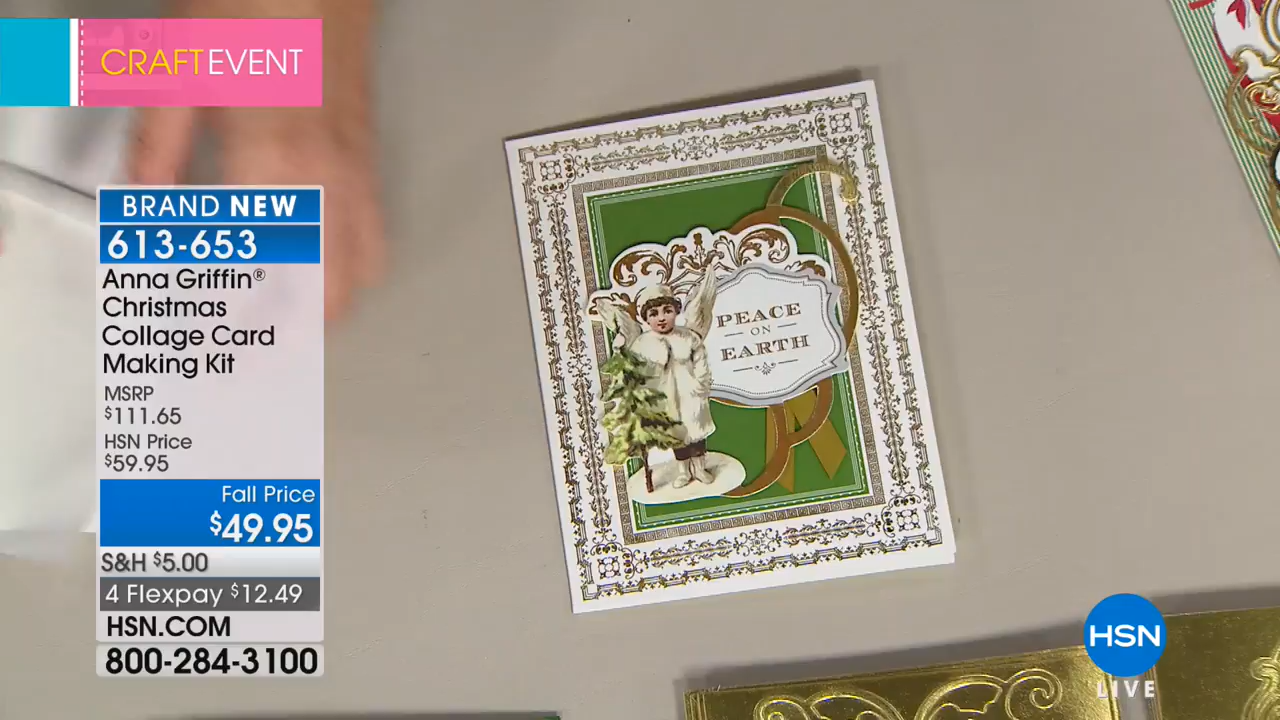 CRAFTEVENT
BRAND NEW
613-653
Anna Griffin®
Christmas
Collage Card
Making Kit
MSRP
$111.65
HSN Price
$59.95
Fall Price
$49.95
S&H $5.00
4 Flexpay $12.49
HSN.COM
800-284-3100
PEACE
ON
EARTH
HSN
LIVE